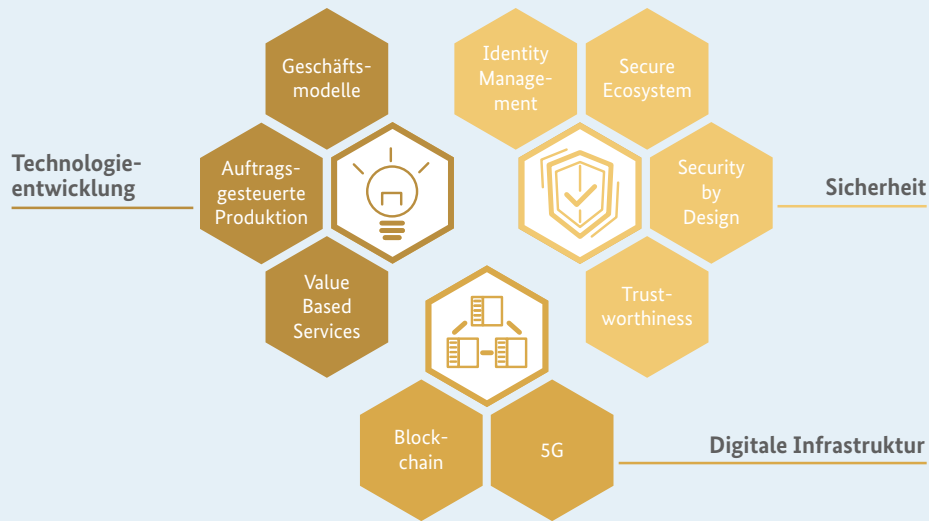 Technologie-
entwicklung
Geschäfts-
modelle
Auftrags-
gesteuerte
Produktion
Value
Based
Services
Identity
Manage-
ment
Secure
Ecosystem
Security
by
Design
Trust-
worthiness
Sicherheit
Block-
chain
5G
Digitale Infrastruktur